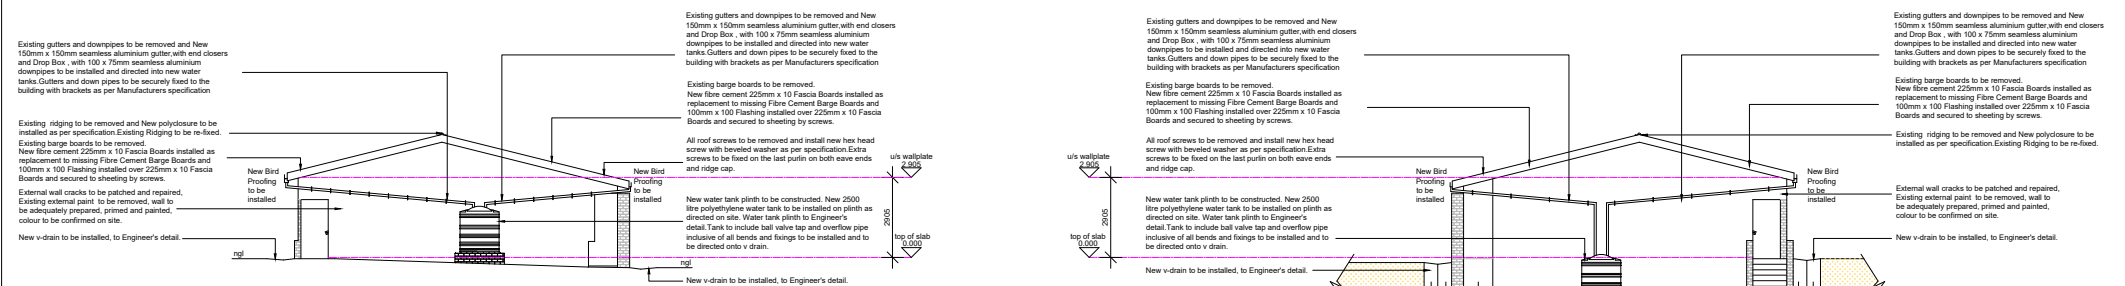 Existing gutters and downpipes to be removed and New
150mm x 150mm seamless aluminium gutter,with end closers
and Drop Box , with 100 x 75mm seamless aluminium
downpipes to be installed and directed into new water
tanks.Gutters and down pipes to be securely fixed to the
building with brackets as per Manufacturers specification
Existing  ridging to be removed and New polyclosure to be
installed as per specification.Existing Ridging to be re-fixed.
Existing barge boards to be removed.
New fibre cement 225mm x 10 Fascia Boards installed as
replacement to missing Fibre Cement Barge Boards and
100mm x 100 Flashing installed over 225mm x 10 Fascia
Boards and secured to sheeting by screws.
External wall cracks to be patched and repaired,
Existing external paint  to be removed, wall to
be adequately prepared, primed and painted,
colour to be confirmed on site.
New v-drain to be installed, to Engineer's detail.
ngl
New Bird
Proofing
to be
installed
Existing gutters and downpipes to be removed and New
150mm x 150mm seamless aluminium gutter,with end closers
and Drop Box , with 100 x 75mm seamless aluminium
downpipes to be installed and directed into new water
tanks.Gutters and down pipes to be securely fixed to the
building with brackets as per Manufacturers specification
Existing barge boards to be removed.
New fibre cement 225mm x 10 Fascia Boards installed as
replacement to missing Fibre Cement Barge Boards and
100mm x 100 Flashing installed over 225mm x 10 Fascia
Boards and secured to sheeting by screws.
All roof screws to be removed and install new hex head
screw with beveled washer as per specification.Extra
screws to be fixed on the last purlin on both eave ends
and ridge cap.
New Bird
Proofing
to be
installed
New water tank plinth to be constructed. New 2500
litre polyethylene water tank to be installed on plinth as
directed on site. Water tank plinth to Engineer's
detail.Tank to include ball valve tap and overflow pipe
inclusive of all bends and fixings to be installed and to
be directed onto v drain.
ngl
New v-drain to be installed, to Engineer's detail.
u/s wallplate
2.905
2905
top of slab
0.000
Existing gutters and downpipes to be removed and New
150mm x 150mm seamless aluminium gutter,with end closers
and Drop Box , with 100 x 75mm seamless aluminium
downpipes to be installed and directed into new water
tanks.Gutters and down pipes to be securely fixed to the
building with brackets as per Manufacturers specification
Existing barge boards to be removed.
New fibre cement 225mm x 10 Fascia Boards installed as
replacement to missing Fibre Cement Barge Boards and
100mm x 100 Flashing installed over 225mm x 10 Fascia
Boards and secured to sheeting by screws.
All roof screws to be removed and install new hex head
screw with beveled washer as per specification.Extra
screws to be fixed on the last purlin on both eave ends
and ridge cap.
u/s wallplate
2.905
2905
top of slab
0.000
New water tank plinth to be constructed. New 2500
litre polyethylene water tank to be installed on plinth as
directed on site. Water tank plinth to Engineer's
detail.Tank to include ball valve tap and overflow pipe
inclusive of all bends and fixings to be installed and to
be directed onto v drain.
New v-drain to be installed, to Engineer's detail.
New Bird
Proofing
to be
installed
New Bird
Proofing
to be
installed
Existing gutters and downpipes to be removed and New
150mm x 150mm seamless aluminium gutter,with end closers
and Drop Box , with 100 x 75mm seamless aluminium
downpipes to be installed and directed into new water
tanks.Gutters and down pipes to be securely fixed to the
building with brackets as per Manufacturers specification
Existing barge boards to be removed.
New fibre cement 225mm x 10 Fascia Boards installed as
replacement to missing Fibre Cement Barge Boards and
100mm x 100 Flashing installed over 225mm x 10 Fascia
Boards and secured to sheeting by screws.
Existing  ridging to be removed and New polyclosure to be
installed as per specification.Existing Ridging to be re-fixed.
External wall cracks to be patched and repaired,
Existing external paint  to be removed, wall to
be adequately prepared, primed and painted,
colour to be confirmed on site.
New v-drain to be installed, to Engineer's detail.